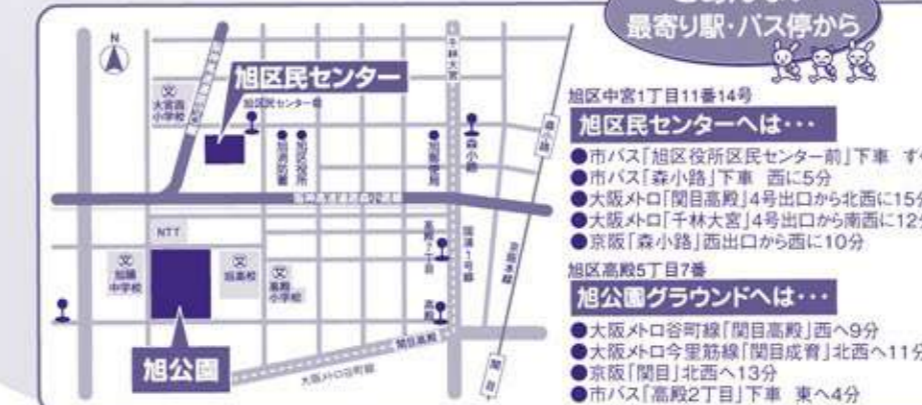 最寄り駅・バス停から
旭区中宮1丁目11番14号
旭区民センターへは・・・
●市バス「旭区役所区民センター前」下車 す
●市バス「森小路」下車 西に5分
●大阪メトロ「関目高殿」4号出口から北西に15分
●大阪メトロ「千林大宮」4号出口から南西に12分
●京阪「森小路」西出口から西に10分
旭区高殿5丁目7番
旭公園グラウンドへは・・・
●大阪メトロ谷町線「関目高殿」西へ9分
●大阪メトロ今里筋線「関目成育」北西へ11分
●京阪「関目」北西へ13分
●市バス「高殿2丁目」下車 東へ4分
N
千林大宮
旭区民センター
旭区民センター前
文
大宮西
小学校
旭消防署
旭区役所
旭郵便局
森小路
森小路
NTT
文
旭陽
中学校
文
旭高校
文
高殿
小学校
国道1号線
京阪本線
高殿
関目高殿
大阪メトロ谷町線
関目
旭公園